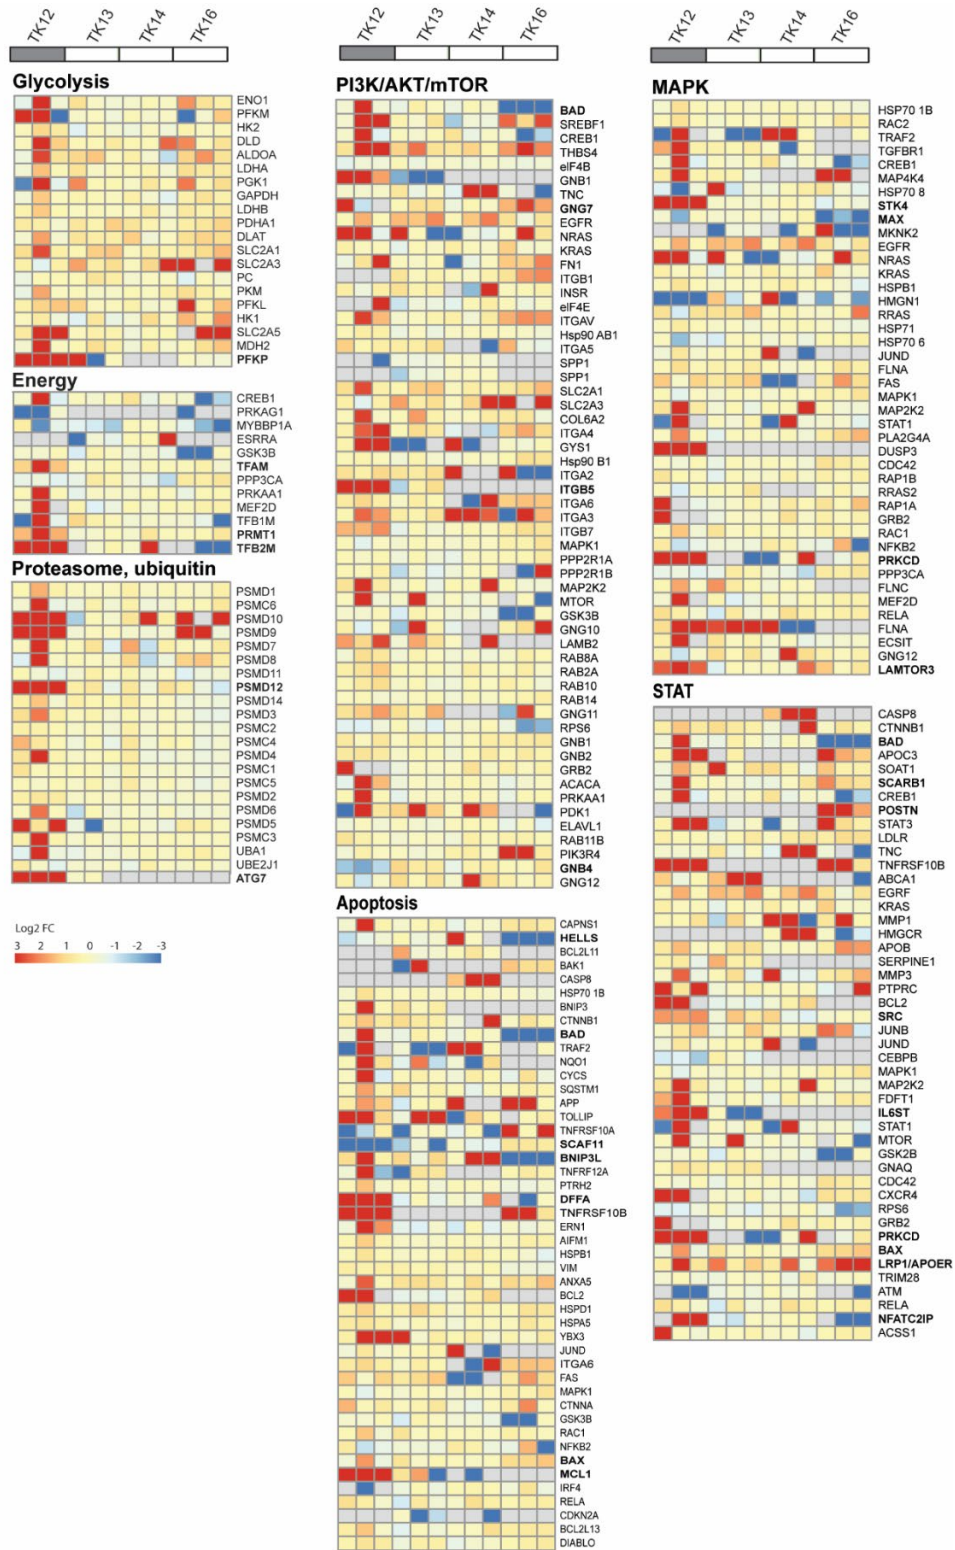 TK12
TK13
TK14
TK16
Glycolysis
ENO1
PFKM
HK2
DLD
ALDOA
LDHA
PGK1
GAPDH
LDHB
PDHA1
DLAT
SLC2A1
SLC2A3
PC
PKM
PFKL
HK1
SLC2A5
MDH2
PFKP
Energy
CREB1
PRKAG1
MYBBP1A
ESRRA
GSK3B
TFAM
PPP3CA
PRKAA1
MEF2D
TFB1M
PRMT1
TFB2M
Proteasome, ubiquitin
PSMD1
PSMC6
PSMD10
PSMD9
PSMD7
PSMD8
PSMD11
PSMD12
PSMD14
PSMD3
PSMC2
PSMC4
PSMD4
PSMC1
PSMC5
PSMD2
PSMD6
PSMD5
PSMC3
UBA1
UBE2J1
ATG7
Log2 FC
3 2 1 0 -1 -2 -3
TK12
TK13
TK14
TK16
PI3K/AKT/mTOR
BAD
SREBF1
CREB1
THBS4
eIF4B
GNB1
TNC
GNG7
EGFR
NRAS
KRAS
FN1
ITGB1
INSR
eIF4E
ITGAV
Hsp90 AB1
ITGA5
SPP1
SPP1
SLC2A1
SLC2A3
COL6A2
ITGA4
GYS1
Hsp90 B1
ITGA2
ITGB5
ITGA6
ITGA3
ITGB7
MAPK1
PPP2R1A
PPP2R1B
MAP2K2
MTOR
GSK3B
GNG10
LAMB2
RAB8A
RAB2A
RAB10
RAB14
GNG11
RPS6
GNB1
GNB2
GRB2
ACACA
PRKAA1
PDK1
ELAVL1
RAB11B
PIK3R4
GNB4
GNG12
Apoptosis
CAPNS1
HELLS
BCL2L11
BAK1
CASP8
HSP70 1B
BNIP3
CTNNB1
BAD
TRAF2
NQO1
CYCS
SQSTM1
APP
TOLLIP
TNFRSF10A
SCAF11
BNIP3L
TNFRF12A
PTRH2
DFFA
TNFRSF10B
ERN1
AIFM1
HSPB1
VIM
ANXA5
BCL2
HSPD1
HSPA5
YBX3
JUND
ITGA6
FAS
MAPK1
CTNNA
GSK3B
RAC1
NFKB2
BAX
MCL1
IRF4
RELA
CDKN2A
BCL2L13
DIABLO
TK12
TK13
TK14
TK16
MAPK
HSP70 1B
RAC2
TRAF2
TGFBR1
CREB1
MAP4K4
HSP70 8
STK4
MAX
MKNK2
EGFR
NRAS
KRAS
HSPB1
HMGN1
RRAS
HSP71
HSP70 6
JUND
FLNA
FAS
MAPK1
MAP2K2
STAT1
PLA2G4A
DUSP3
CDC42
RAP1B
RRAS2
RAP1A
GRB2
RAC1
NFKB2
PRKCD
PPP3CA
FLNC
MEF2D
RELA
FLNA
ECSIT
GNG12
LAMTOR3
STAT
CASP8
CTNNB1
BAD
APOC3
SOAT1
SCARB1
CREB1
POSTN
STAT3
LDLR
TNC
TNFRSF10B
ABCA1
EGRF
KRAS
MMP1
HMGCR
APOB
SERPINE1
MMP3
PTPRC
BCL2
SRC
JUNB
JUND
CEBPB
MAPK1
MAP2K2
FDFT1
IL6ST
STAT1
MTOR
GSK2B
GNAQ
CDC42
CXCR4
RPS6
GRB2
PRKCD
BAX
LRP1/APOER
TRIM28
ATM
RELA
NFATC2IP
ACSS1